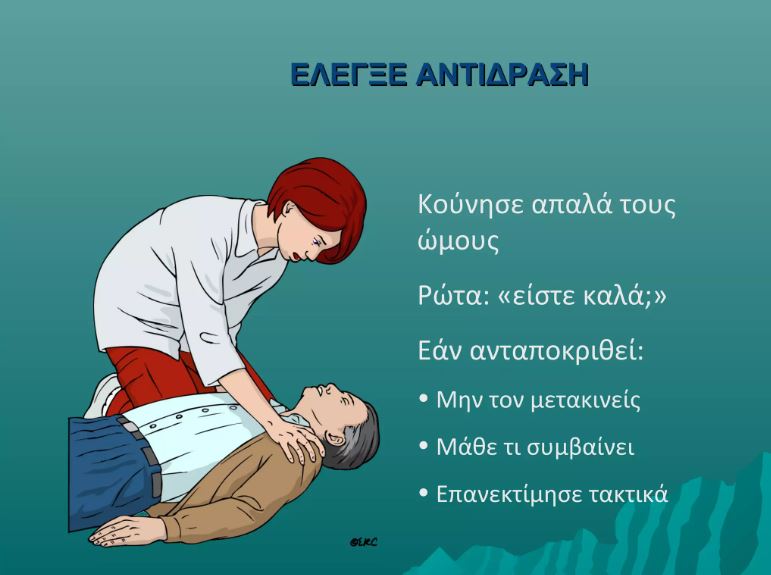 ΕΛΕΓΞΕ ΑΝΤΙΔΡΑΣΗ
Κούνησε απαλά τους
ώμους
Ρώτα: «είστε καλά;»
Εάν ανταποκριθεί:
• Μην τον μετακινείς
• Μάθε τι συμβαίνει
• Επανεκτίμησε τακτικά
©ERC